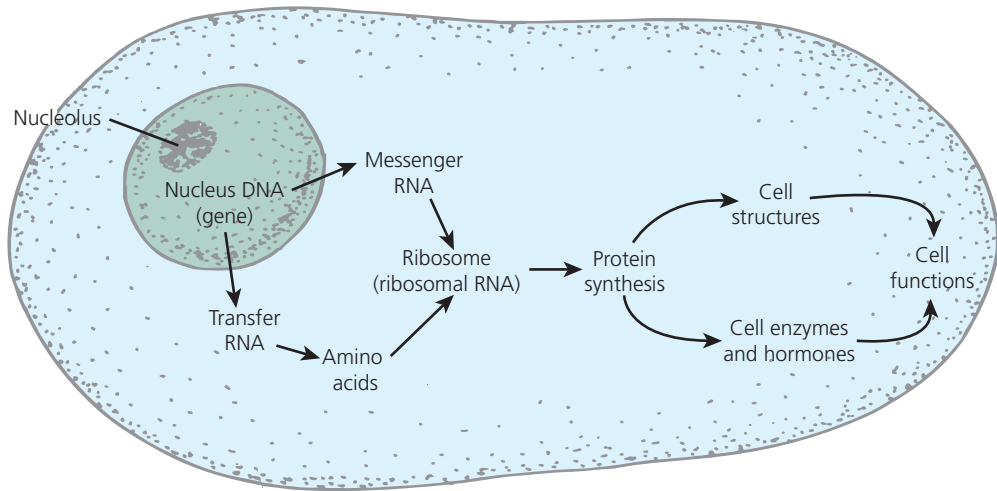 Nucleolus
Nucleus DNA
(gene)
Messenger
RNA
Transfer
RNA
Amino
acids
Ribosome
(ribosomal RNA)
Protein
synthesis
Cell
structures
Cell enzymes
and hormones
Cell
functions